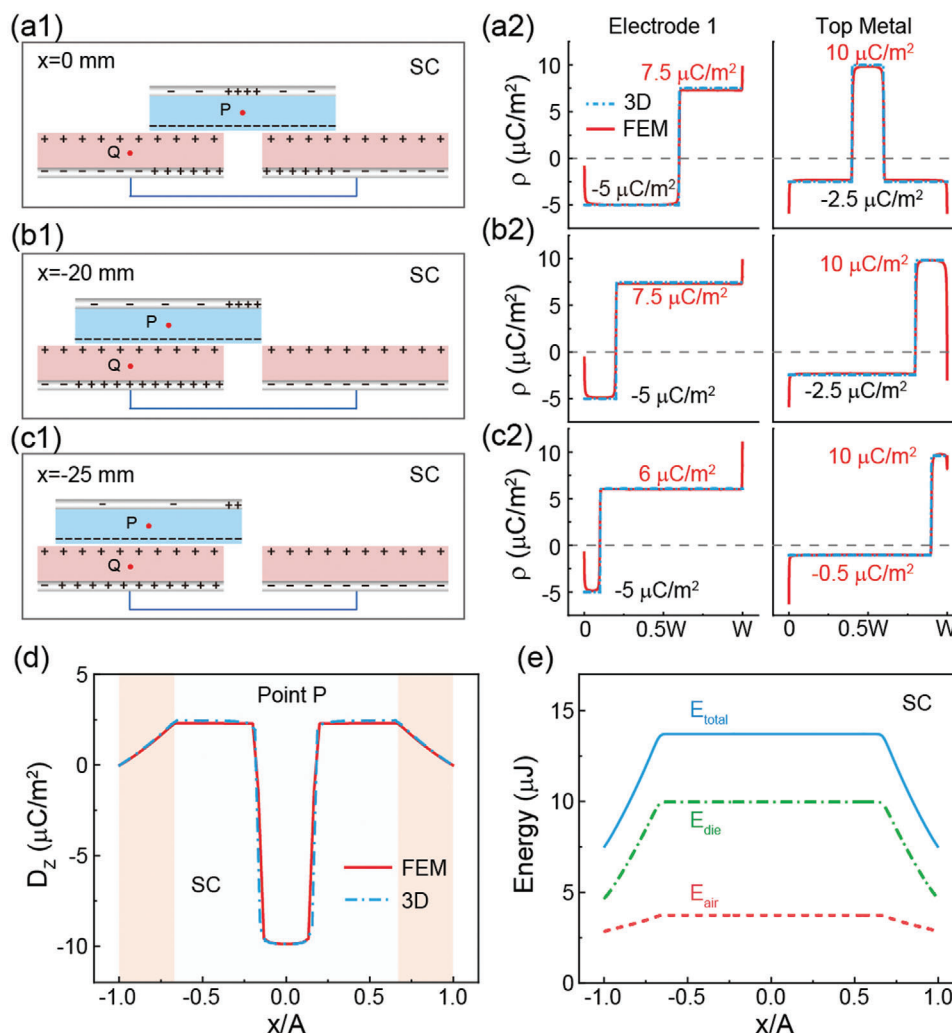 (a1)
x=0 mm
SC
P
Q
(a2)
Electrode 1
Top Metal
ρ (μC/m²)
10
5
0
-5
7.5 μC/m²
3D
FEM
-5 μC/m²
10 μC/m²
-2.5 μC/m²
(b1)
x=-20 mm
SC
P
Q
(b2)
ρ (μC/m²)
10
5
0
-5
7.5 μC/m²
-5 μC/m²
10 μC/m²
-2.5 μC/m²
(c1)
x=-25 mm
SC
P
Q
(c2)
ρ (μC/m²)
10
5
0
-5
6 μC/m²
-5 μC/m²
10 μC/m²
-0.5 μC/m²
0 0.5W W
0 0.5W W
(d)
D_z (μC/m²)
5
0
-5
-10
Point P
SC
FEM
3D
-1.0 -0.5 0.0 0.5 1.0
x/A
(e)
Energy (μJ)
15
10
5
0
SC
E_total
E_die
E_air
-1.0 -0.5 0.0 0.5 1.0
x/A